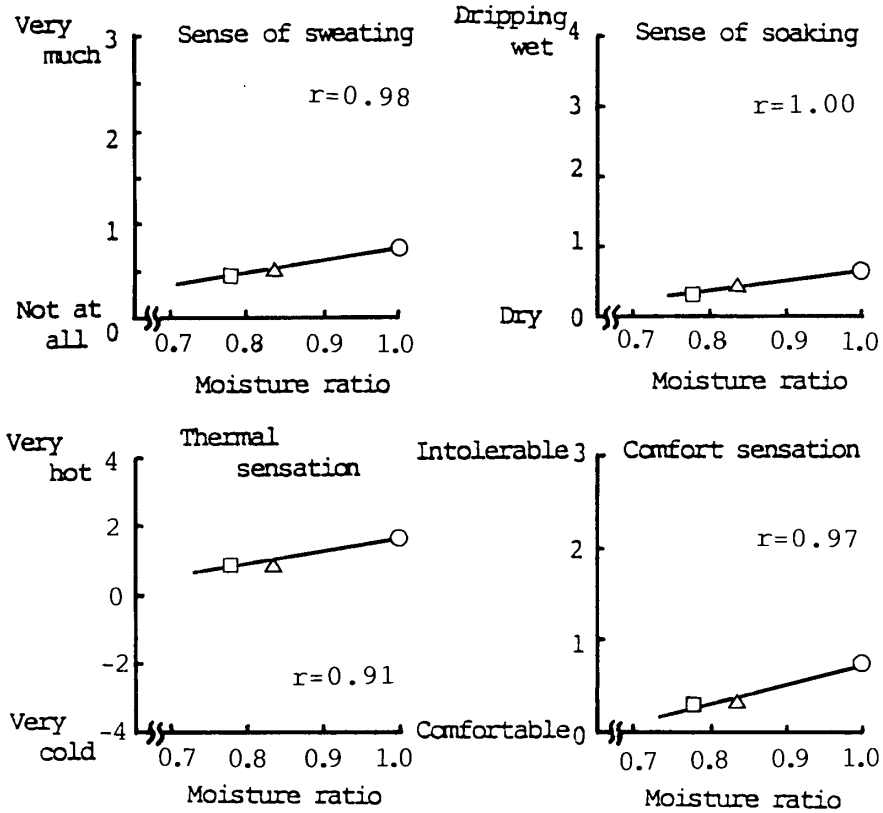 Very much
3
Sense of sweating
r=0.98
2
1
Not at all
0
0.7 0.8 0.9 1.0
Moisture ratio
Dripping wet
4
Sense of soaking
r=1.00
3
2
1
Dry
0
0.7 0.8 0.9 1.0
Moisture ratio
Very hot
4
Thermal sensation
2
0
-2
r=0.91
Very cold
-4
0.7 0.8 0.9 1.0
Moisture ratio
Intolerable
3
Comfort sensation
r=0.97
2
1
Comfortable
0
0.7 0.8 0.9 1.0
Moisture ratio